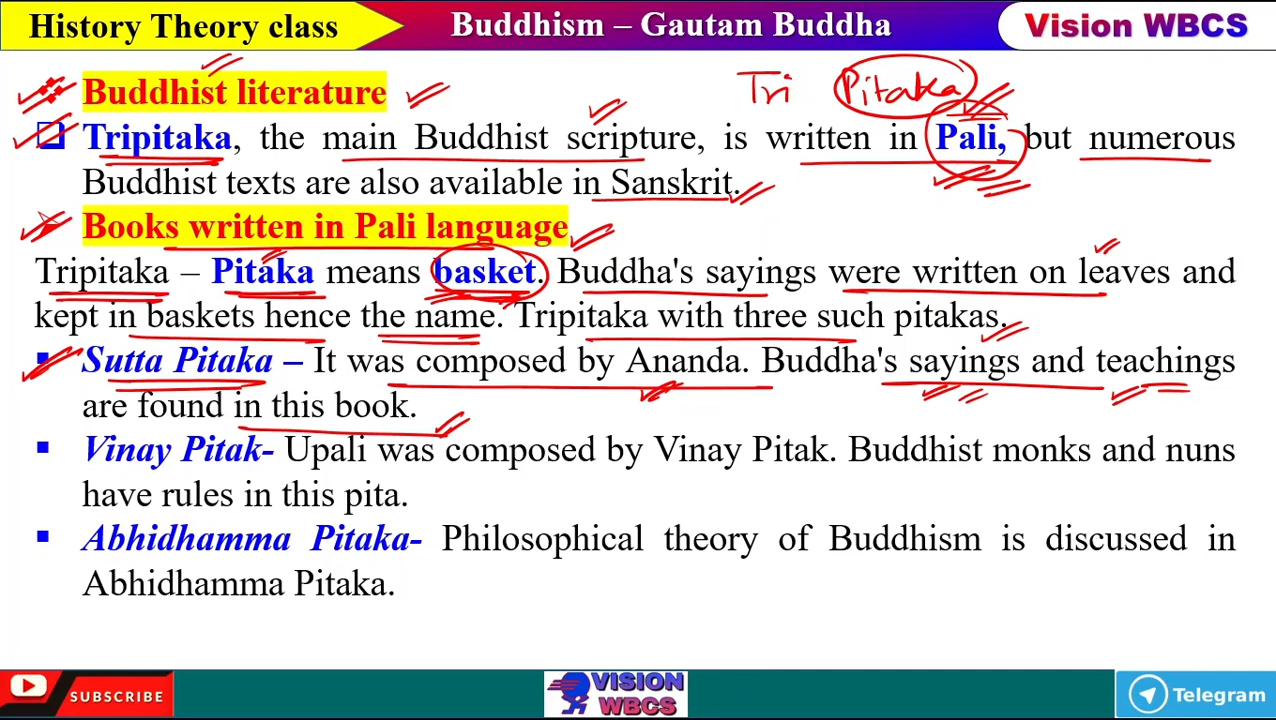 History Theory class
Buddhism – Gautam Buddha
Vision WBCS
Buddhist literature
Tri Pitaka
Tripitaka, the main Buddhist scripture, is written in Pali, but numerous
Buddhist texts are also available in Sanskrit.
Books written in Pali language
Tripitaka – Pitaka means basket. Buddha's sayings were written on leaves and
kept in baskets hence the name. Tripitaka with three such pitakas.
Sutta Pitaka – It was composed by Ananda. Buddha's sayings and teachings
are found in this book.
Vinay Pitak- Upali was composed by Vinay Pitak. Buddhist monks and nuns
have rules in this pita.
Abhidhamma Pitaka- Philosophical theory of Buddhism is discussed in
Abhidhamma Pitaka.
SUBSCRIBE
VISION
WBCS
Telegram